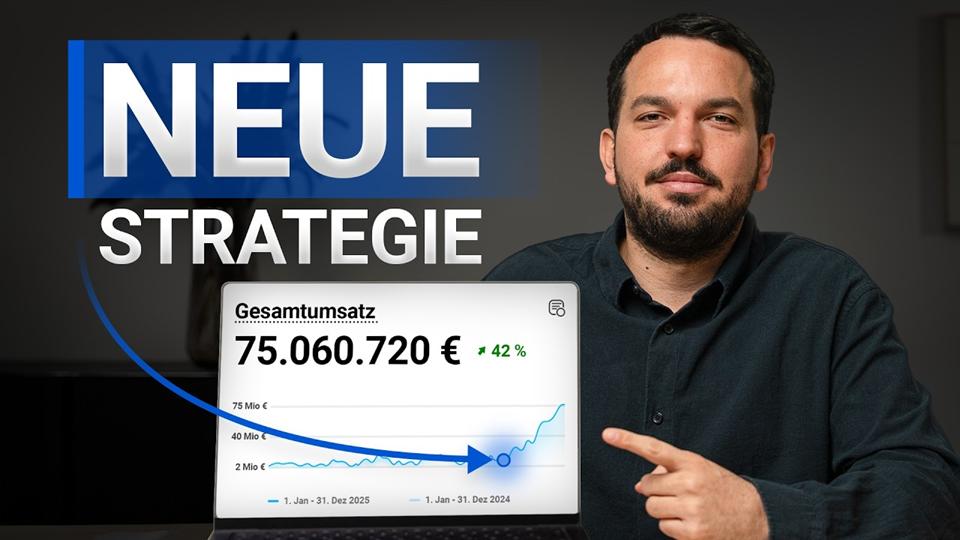 NEUE
STRATEGIE
Gesamtumsatz
75.060.720 € 42 %
75 Mio €
40 Mio €
2 Mio €
1. Jan - 31. Dez 2025 1. Jan - 31. Dez 2024